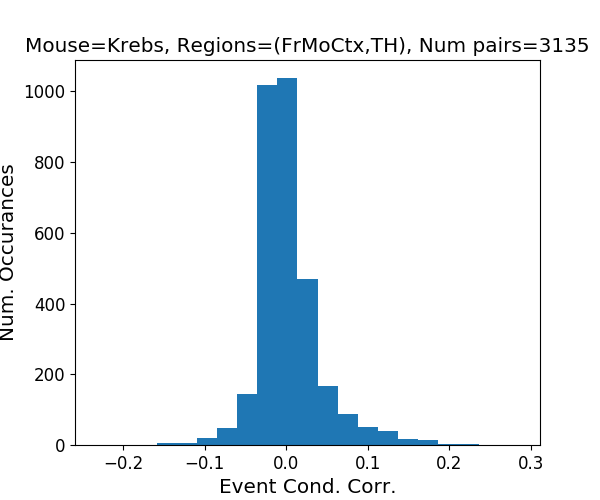 Mouse=Krebs, Regions=(FrMoCtx,TH), Num pairs=3135
1000
800
600
400
200
0
Num. Occurances
−0.2 −0.1 0.0 0.1 0.2 0.3
Event Cond. Corr.